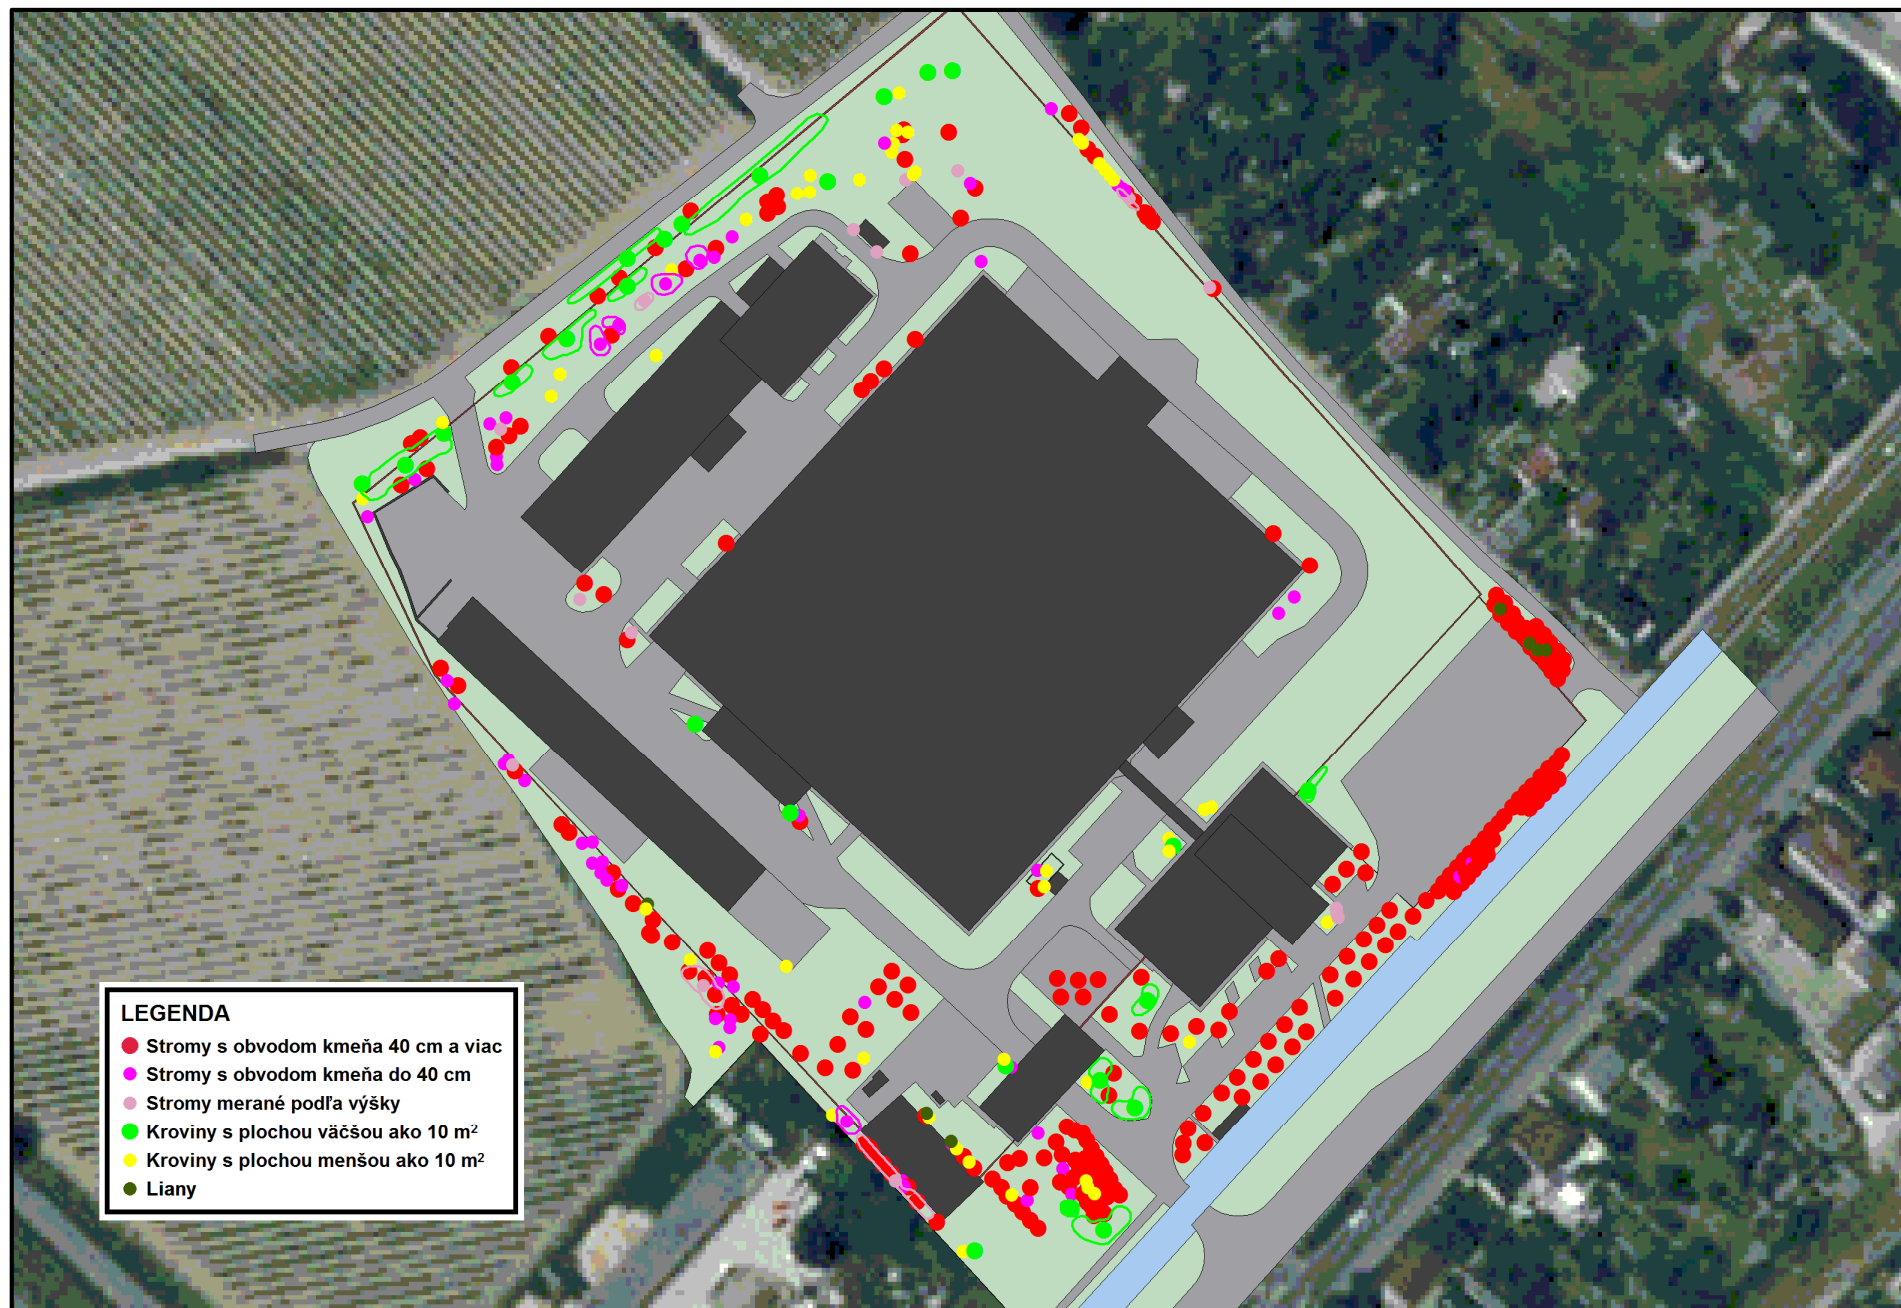 LEGENDA
Stromy s obvodom kmeňa 40 cm a viac
Stromy s obvodom kmeňa do 40 cm
Stromy merané podľa výšky
Kroviny s plochou väčšou ako 10 m²
Kroviny s plochou menšou ako 10 m²
Liany